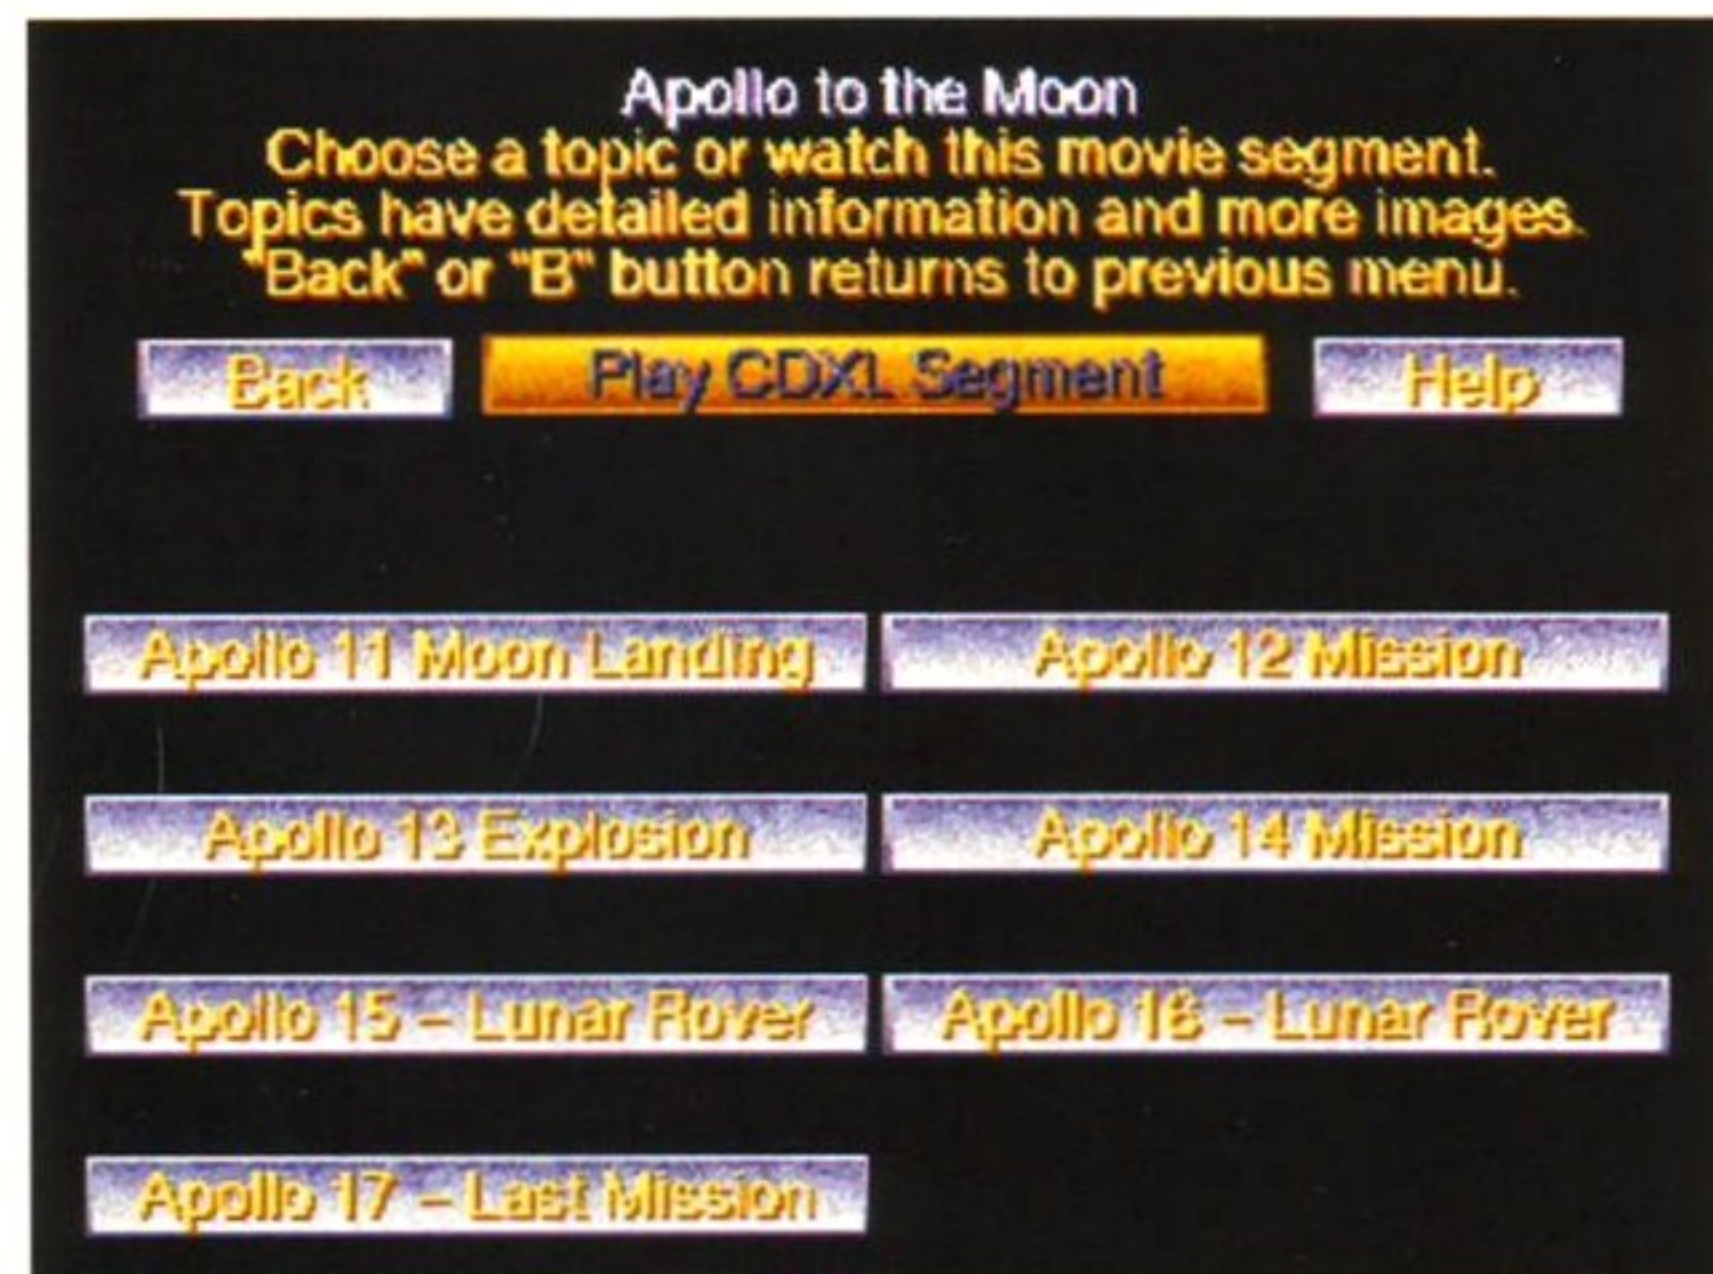 Apollo to the Moon
Choose a topic or watch this movie segment.
Topics have detailed information and more images.
"Back" or "B" button returns to previous menu.
Back Play CDXL Segment Help
Apollo 11 Moon Landing Apollo 12 Mission
Apollo 13 Explosion Apollo 14 Mission
Apollo 15 – Lunar Rover Apollo 16 – Lunar Rover
Apollo 17 – Last Mission